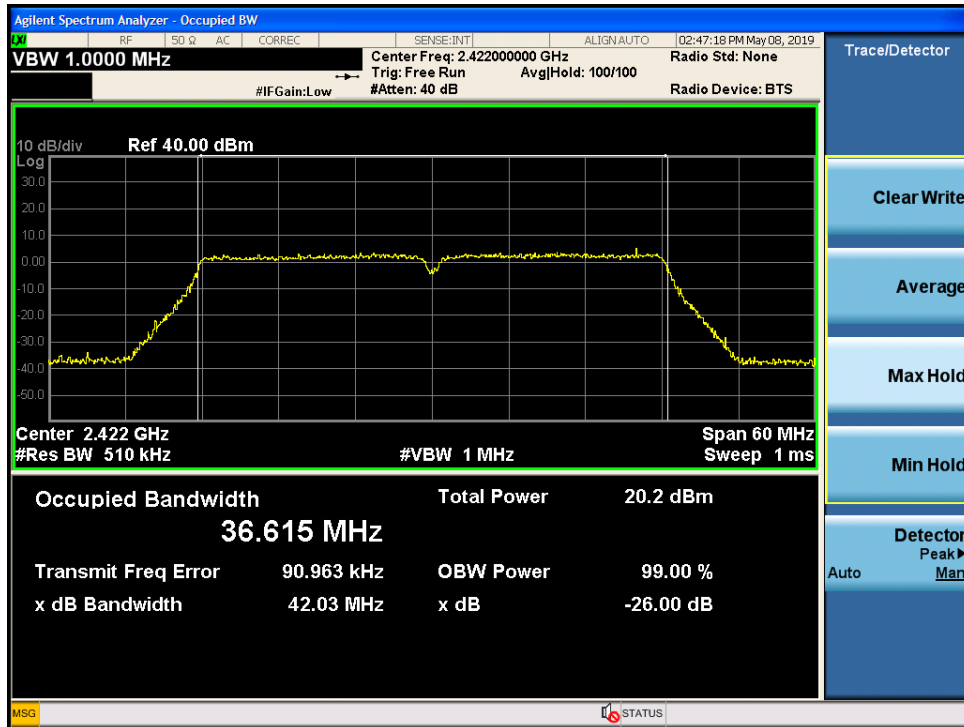 Agilent Spectrum Analyzer - Occupied BW
LXI RF 50 Ω AC CORREC SENSE:INT ALIGN AUTO 02:47:18 PM May 08, 2019
VBW 1.0000 MHz
Center Freq: 2.422000000 GHz
Radio Std: None
Trig: Free Run Avg|Hold: 100/100
#IFGain:Low #Atten: 40 dB Radio Device: BTS
10 dB/div Ref 40.00 dBm
Log
30.0
20.0
10.0
0.00
-10.0
-20.0
-30.0
-40.0
-50.0
Center 2.422 GHz Span 60 MHz
#Res BW 510 kHz #VBW 1 MHz Sweep 1 ms
Occupied Bandwidth Total Power 20.2 dBm
36.615 MHz
Transmit Freq Error 90.963 kHz OBW Power 99.00 %
x dB Bandwidth 42.03 MHz x dB -26.00 dB
MSG STATUS
Trace/Detector
Clear Write
Average
Max Hold
Min Hold
Detector
Peak▶
Auto Man